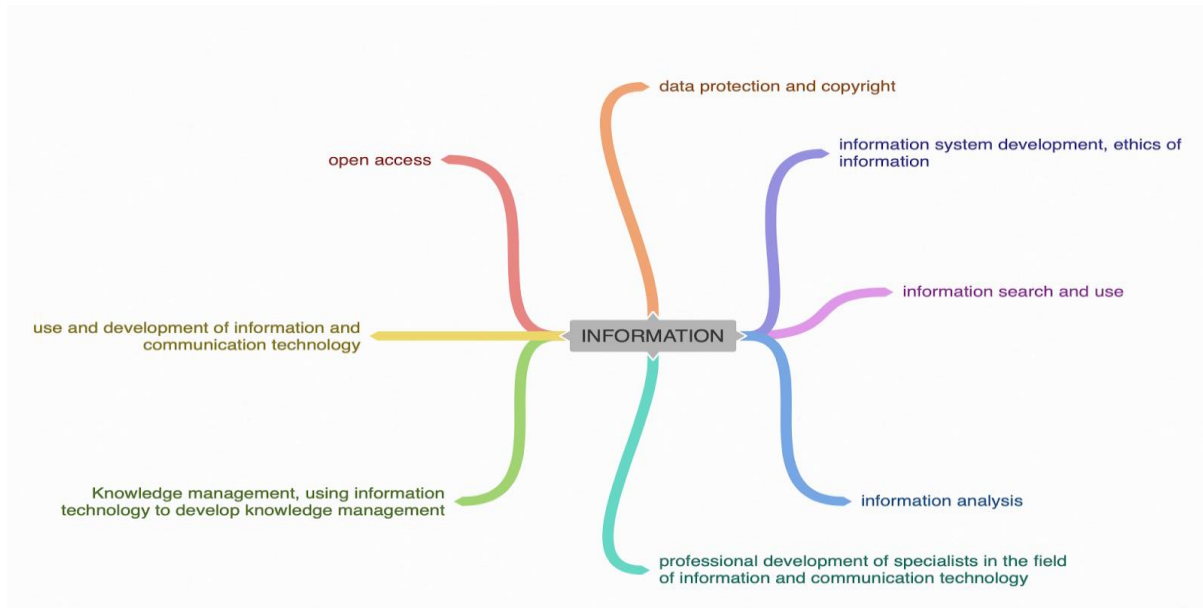 data protection and copyright
open access
information system development, ethics of
information
information search and use
INFORMATION
use and development of information and
communication technology
Knowledge management, using information
technology to develop knowledge management
information analysis
professional development of specialists in the field
of information and communication technology